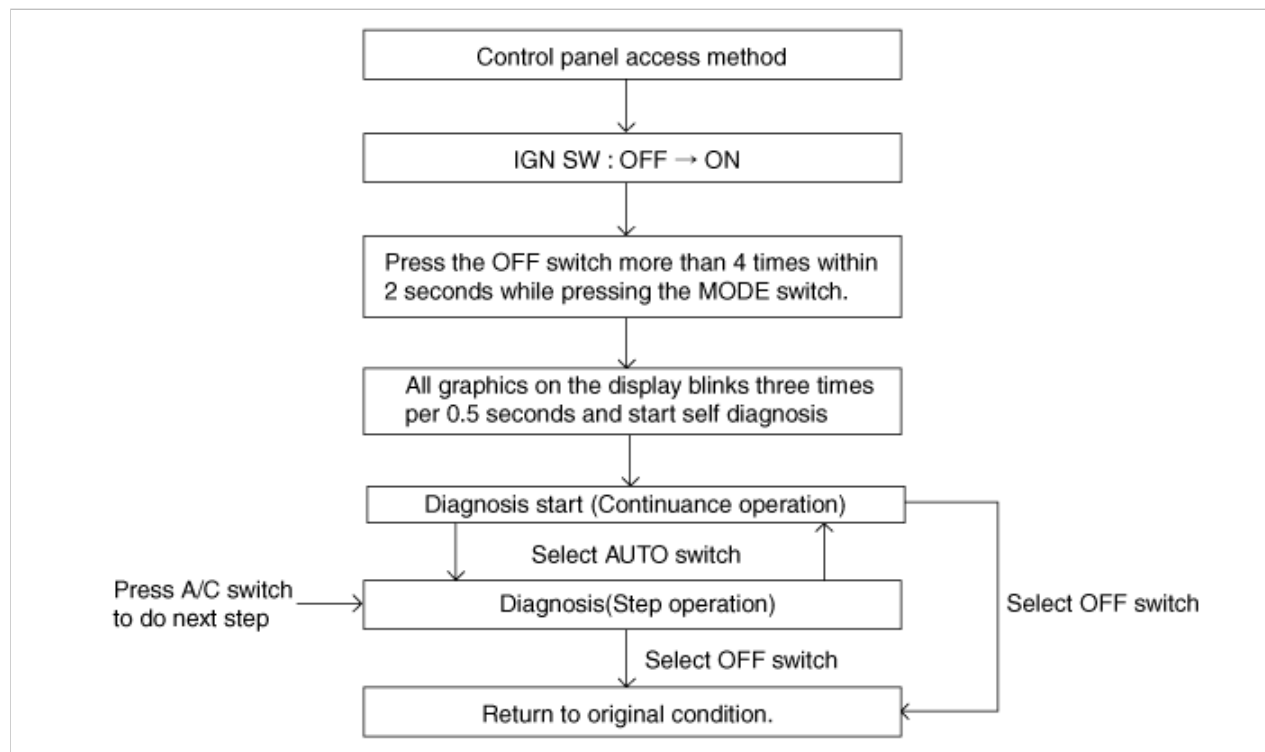 Control panel access method
IGN SW : OFF → ON
Press the OFF switch more than 4 times within
2 seconds while pressing the MODE switch.
All graphics on the display blinks three times
per 0.5 seconds and start self diagnosis
Diagnosis start (Continuance operation)
Select AUTO switch
Press A/C switch
to do next step
Diagnosis(Step operation)
Select OFF switch
Select OFF switch
Return to original condition.